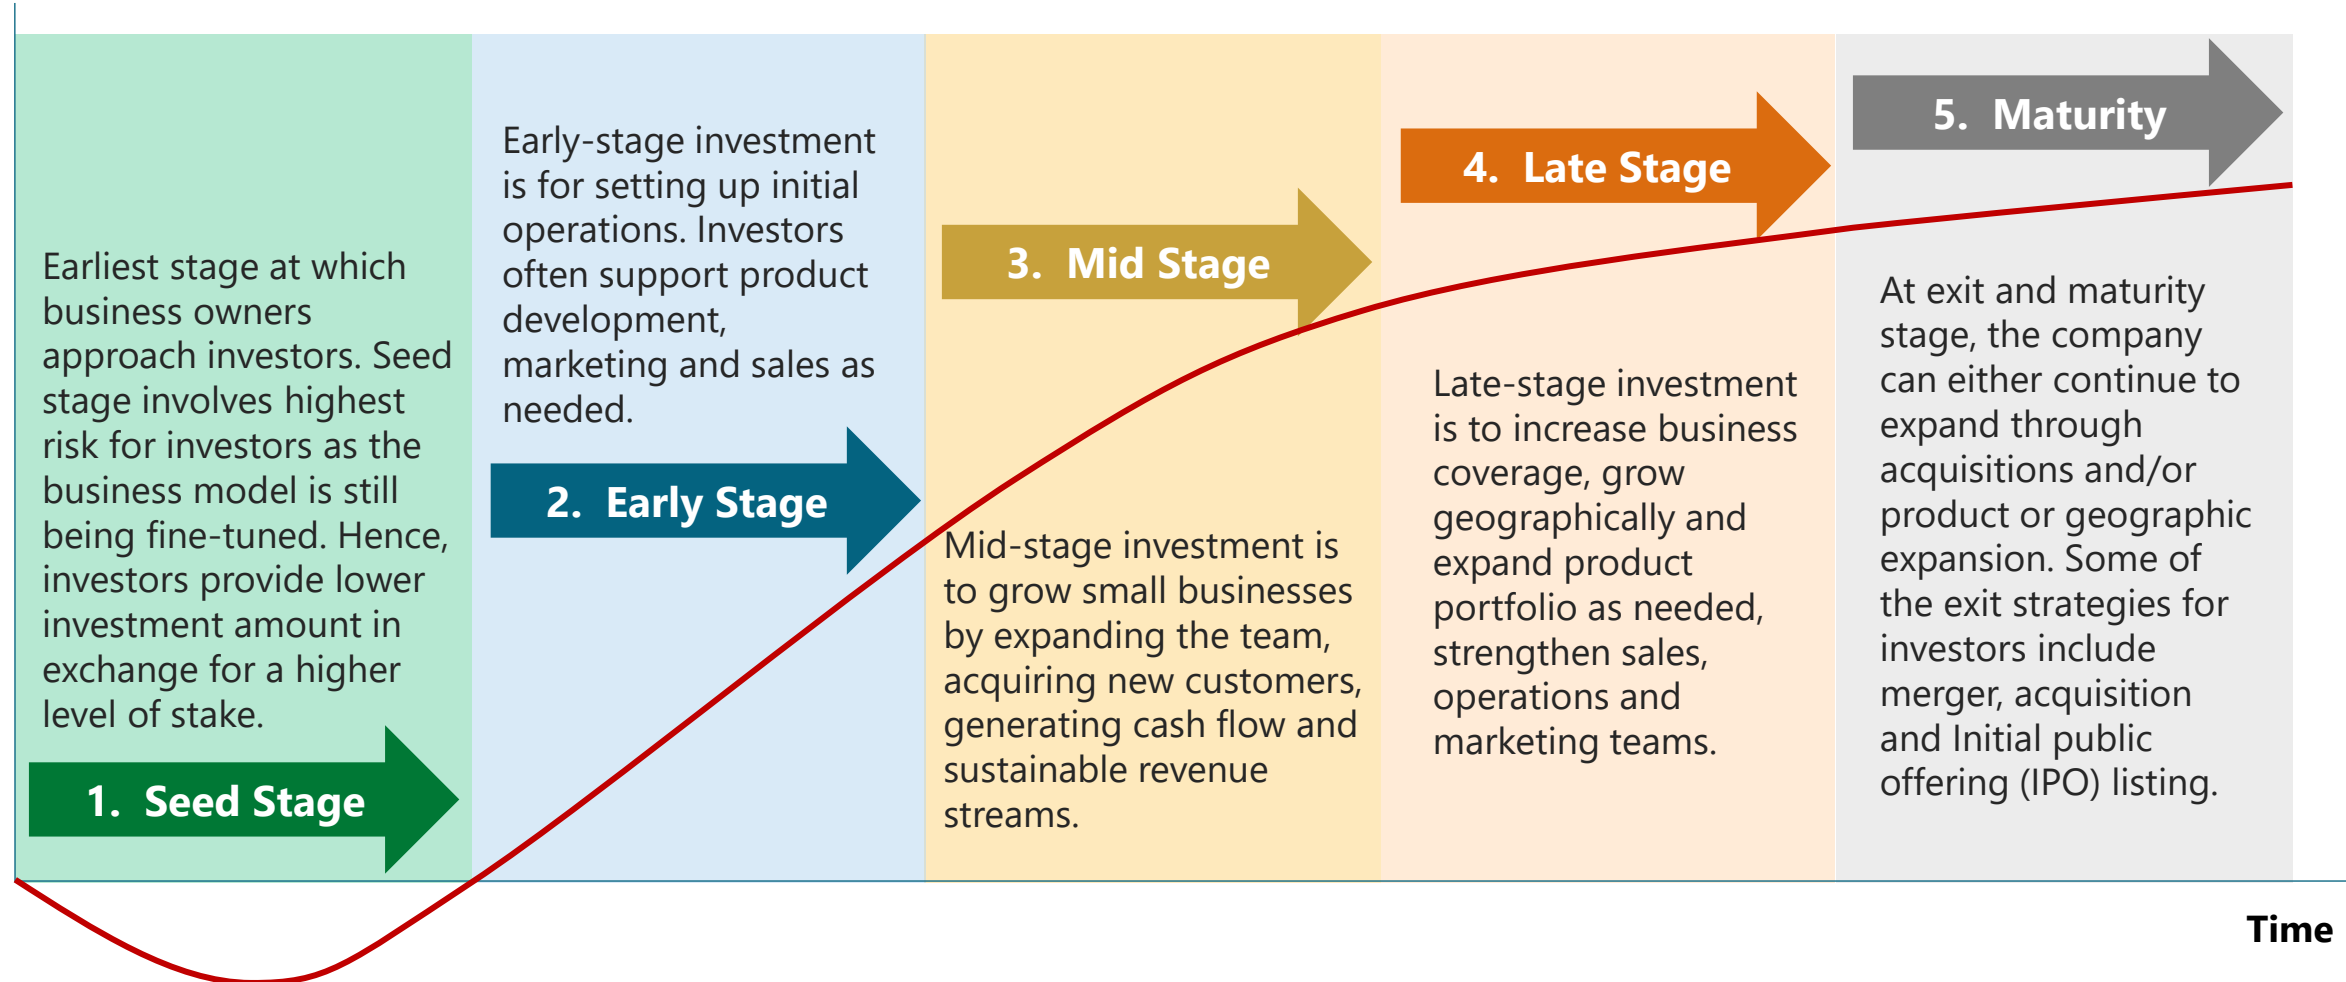 Earliest stage at which
business owners
approach investors. Seed
stage involves highest
risk for investors as the
business model is still
being fine-tuned. Hence,
investors provide lower
investment amount in
exchange for a higher
level of stake.
1. Seed Stage
Early-stage investment
is for setting up initial
operations. Investors
often support product
development,
marketing and sales as
needed.
2. Early Stage
3. Mid Stage
Mid-stage investment is
to grow small businesses
by expanding the team,
acquiring new customers,
generating cash flow and
sustainable revenue
streams.
4. Late Stage
Late-stage investment
is to increase business
coverage, grow
geographically and
expand product
portfolio as needed,
strengthen sales,
operations and
marketing teams.
5. Maturity
At exit and maturity
stage, the company
can either continue to
expand through
acquisitions and/or
product or geographic
expansion. Some of
the exit strategies for
investors include
merger, acquisition
and Initial public
offering (IPO) listing.
Time